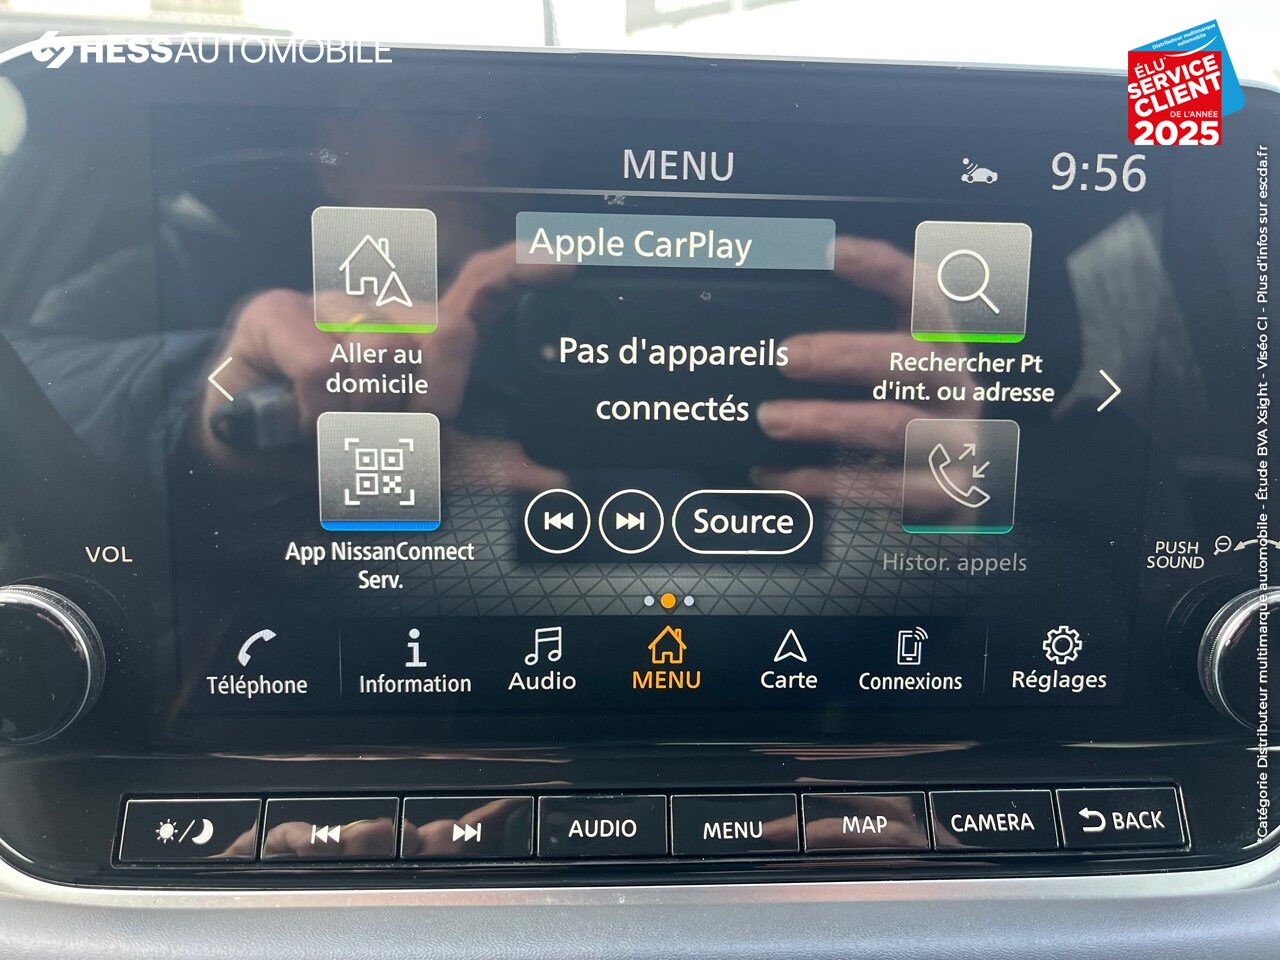 HESSAUTOMOBILE
Distributeur multimarque
automobile
ÉLU
SERVICE
CLIENT
DE L'ANNÉE
2025
MENU
9:56
Apple CarPlay
Aller au
domicile
Pas d'appareils
connectés
Rechercher Pt
d'int. ou adresse
App NissanConnect
Serv.
Source
Histor. appels
VOL
PUSH
SOUND
Téléphone
Information
Audio
MENU
Carte
Connexions
Réglages
AUDIO
MENU
MAP
CAMERA
BACK
Catégorie Distributeur multimarque automobile - Étude BVA Xsight - Viséo CI - Plus d'infos sur escda.fr